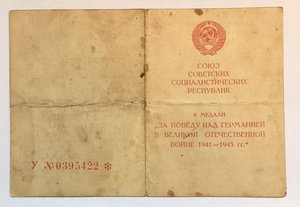 СОЮЗ
СОВЕТСКИХ
СОЦИАЛИСТИЧЕСКИХ
РЕСПУБЛИК
К МЕДАЛИ
„ЗА ПОБЕДУ НАД ГЕРМАНИЕЙ
В ВЕЛИКОЙ ОТЕЧЕСТВЕННОЙ
ВОЙНЕ 1941—1945 гг."
У №0395422 *